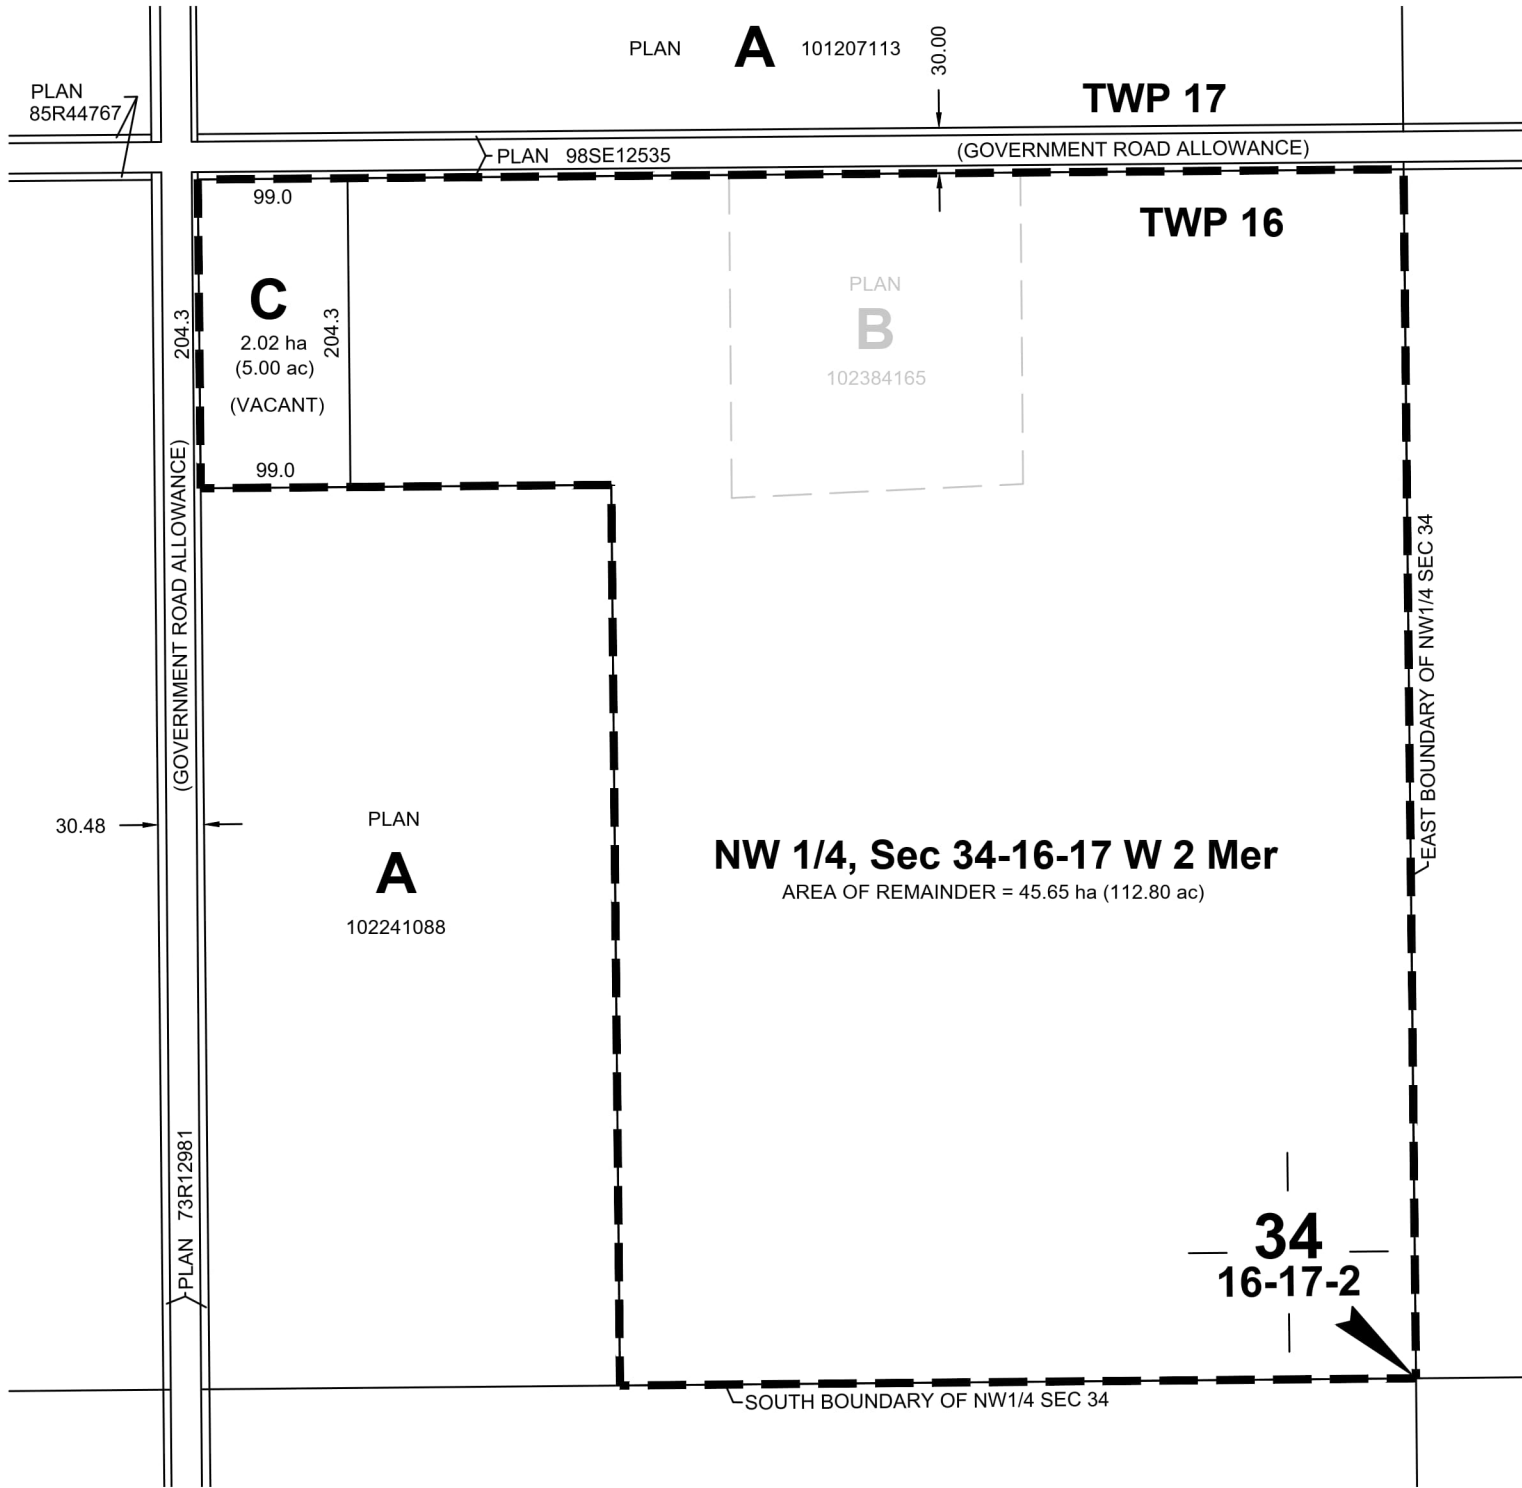 PLAN A 101207113
30.00
TWP 17
PLAN
85R44767
PLAN 98SE12535
(GOVERNMENT ROAD ALLOWANCE)
99.0
TWP 16
C
2.02 ha
(5.00 ac)
(VACANT)
204.3
204.3
99.0
PLAN
B
102384165
(GOVERNMENT ROAD ALLOWANCE)
EAST BOUNDARY OF NW1/4 SEC 34
30.48
PLAN
A
102241088
NW 1/4, Sec 34-16-17 W 2 Mer
AREA OF REMAINDER = 45.65 ha (112.80 ac)
PLAN 73R12981
34
16-17-2
SOUTH BOUNDARY OF NW1/4 SEC 34